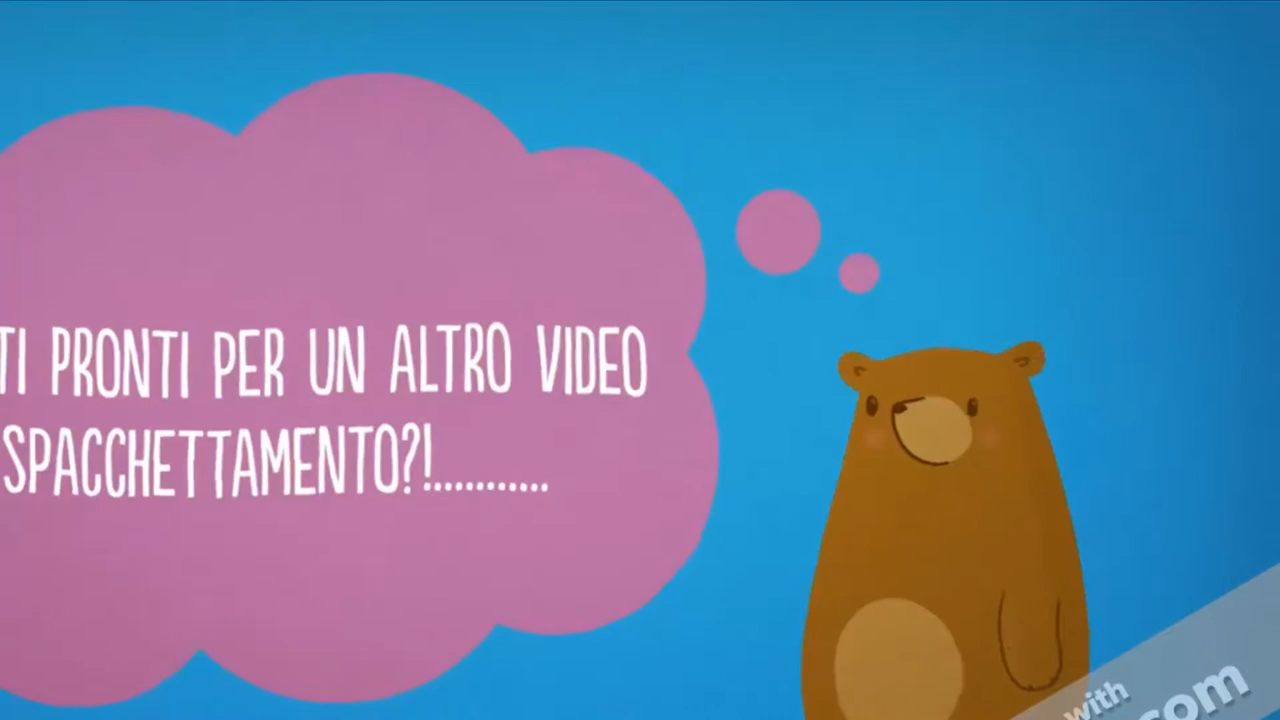 TI PRONTI PER UN ALTRO VIDEO
SPACCHETTAMENTO?!...........
with
com